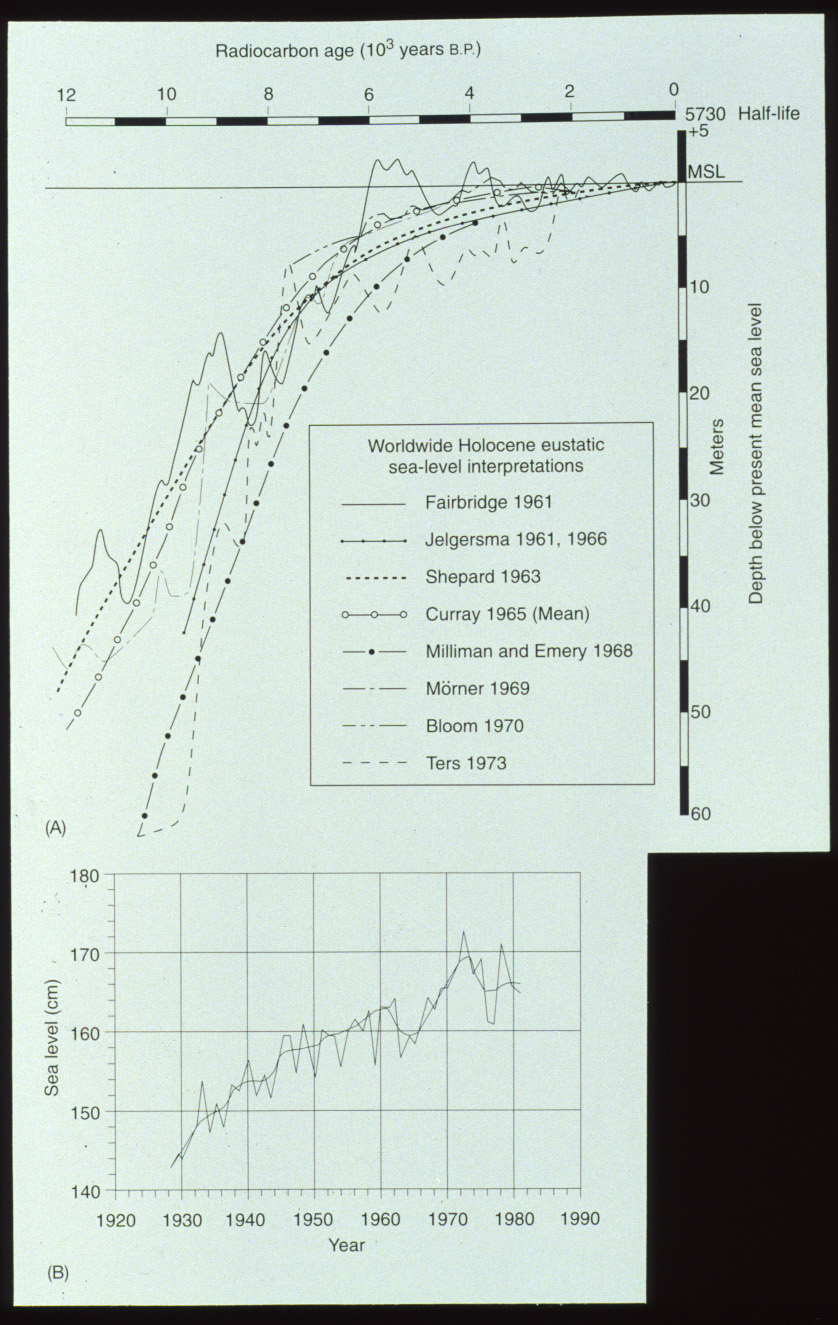 Radiocarbon age (10³ years B.P.)
12 10 8 6 4 2 0
5730 Half-life
+5
MSL
10
20
30
40
50
60
Meters
Depth below present mean sea level
Worldwide Holocene eustatic
sea-level interpretations
Fairbridge 1961
Jelgersma 1961, 1966
Shepard 1963
Curray 1965 (Mean)
Milliman and Emery 1968
Mörner 1969
Bloom 1970
Ters 1973
(A)
180
170
160
150
140
Sea level (cm)
1920 1930 1940 1950 1960 1970 1980 1990
Year
(B)